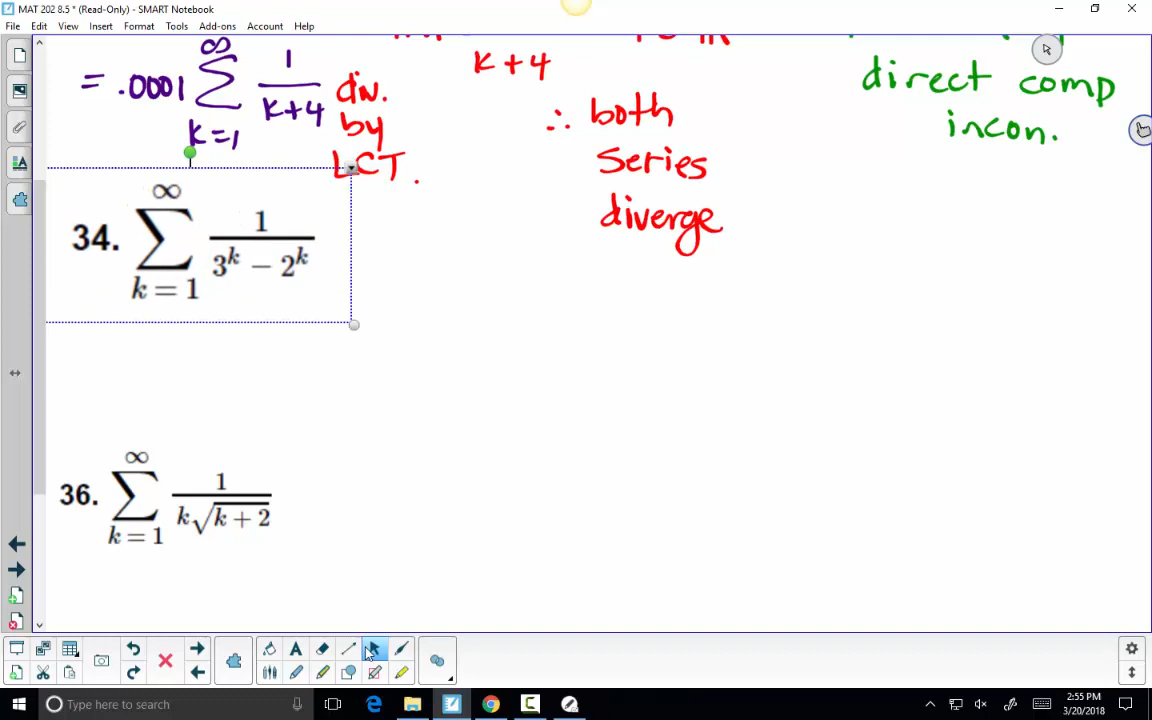 MAT 202 8.5 * (Read-Only) - SMART Notebook
File Edit View Insert Format Tools Add-ons Account Help
k+4
= .0001 ∞ Σ k=1 1/(k+4) div. by LCT.
∴ both
series
diverge
direct comp
incon.
34. ∞ Σ k = 1 1/(3^k − 2^k)
36. ∞ Σ k = 1 1/(k√(k + 2))
A
Type here to search
2:55 PM
3/20/2018